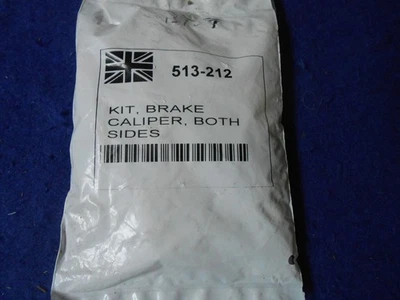 513-212
KIT, BRAKE
CALIPER, BOTH
SIDES